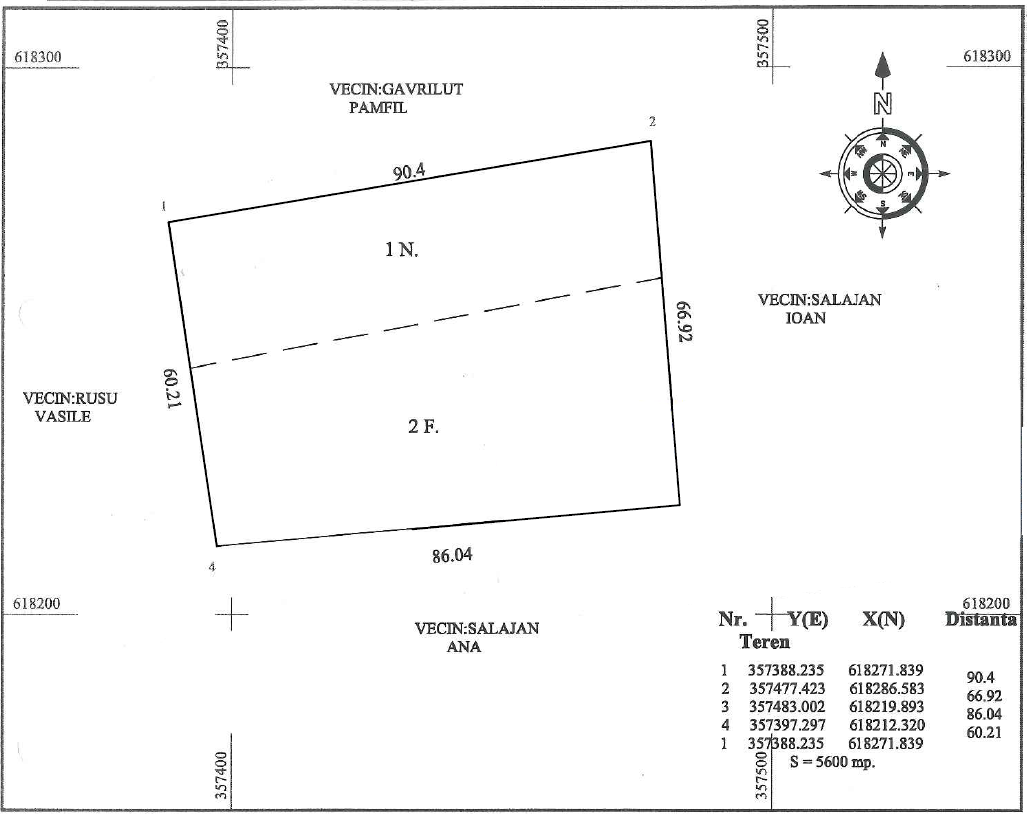 357400
357500
618300
618300
VECIN:GAVRILUT
PAMFIL
N
2
90.4
1
N
E
S
1 N.
VECIN:SALAJAN
IOAN
66.92
60.21
VECIN:RUSU
VASILE
2 F.
86.04
4
618200
618200
VECIN:SALAJAN
ANA
Nr. Y(E) X(N) Distanta
Teren
1 357388.235 618271.839
90.4
2 357477.423 618286.583
66.92
3 357483.002 618219.893
86.04
4 357397.297 618212.320
60.21
1 357388.235 618271.839
S = 5600 mp.
357400
357500